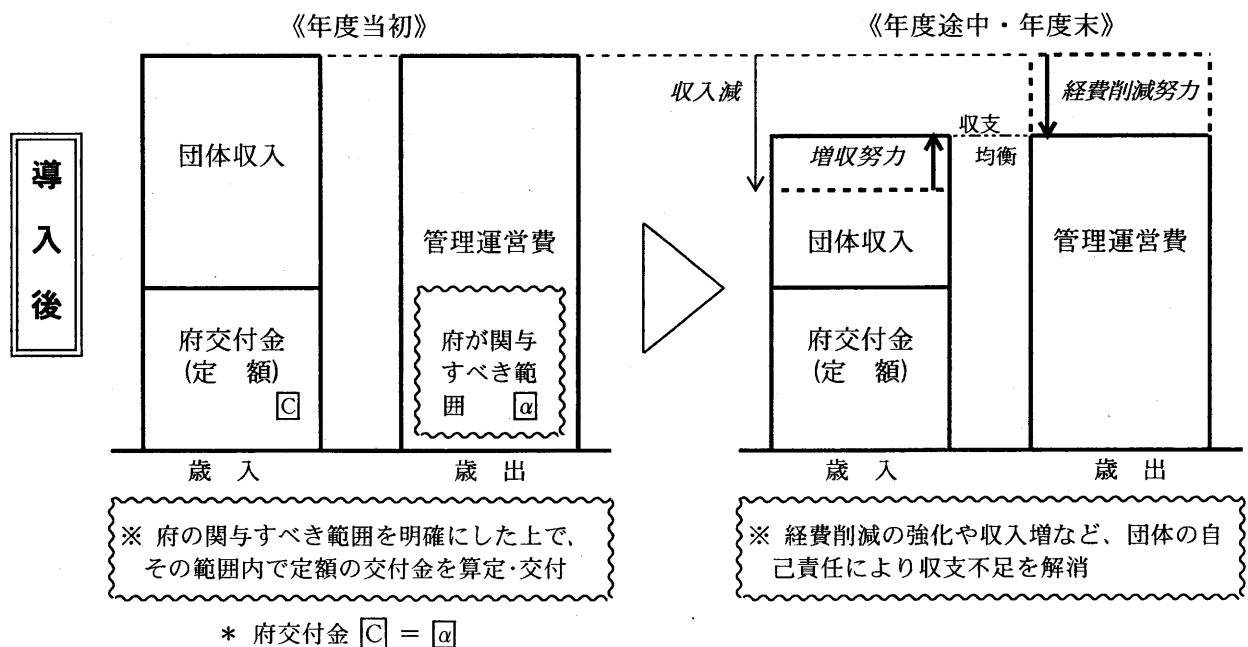 《年度当初》
《年度途中・年度末》
導入後
団体収入
府交付金
(定 額)
C
管理運営費
府が関与
すべき範
囲 α
歳 入
歳 出
収入減
増収努力
団体収入
府交付金
(定 額)
収支
均衡
経費削減努力
管理運営費
歳 入
歳 出
※ 府の関与すべき範囲を明確にした上で、
その範囲内で定額の交付金を算定・交付
※ 経費削減の強化や収入増など、団体の自
己責任により収支不足を解消
* 府交付金 C = α